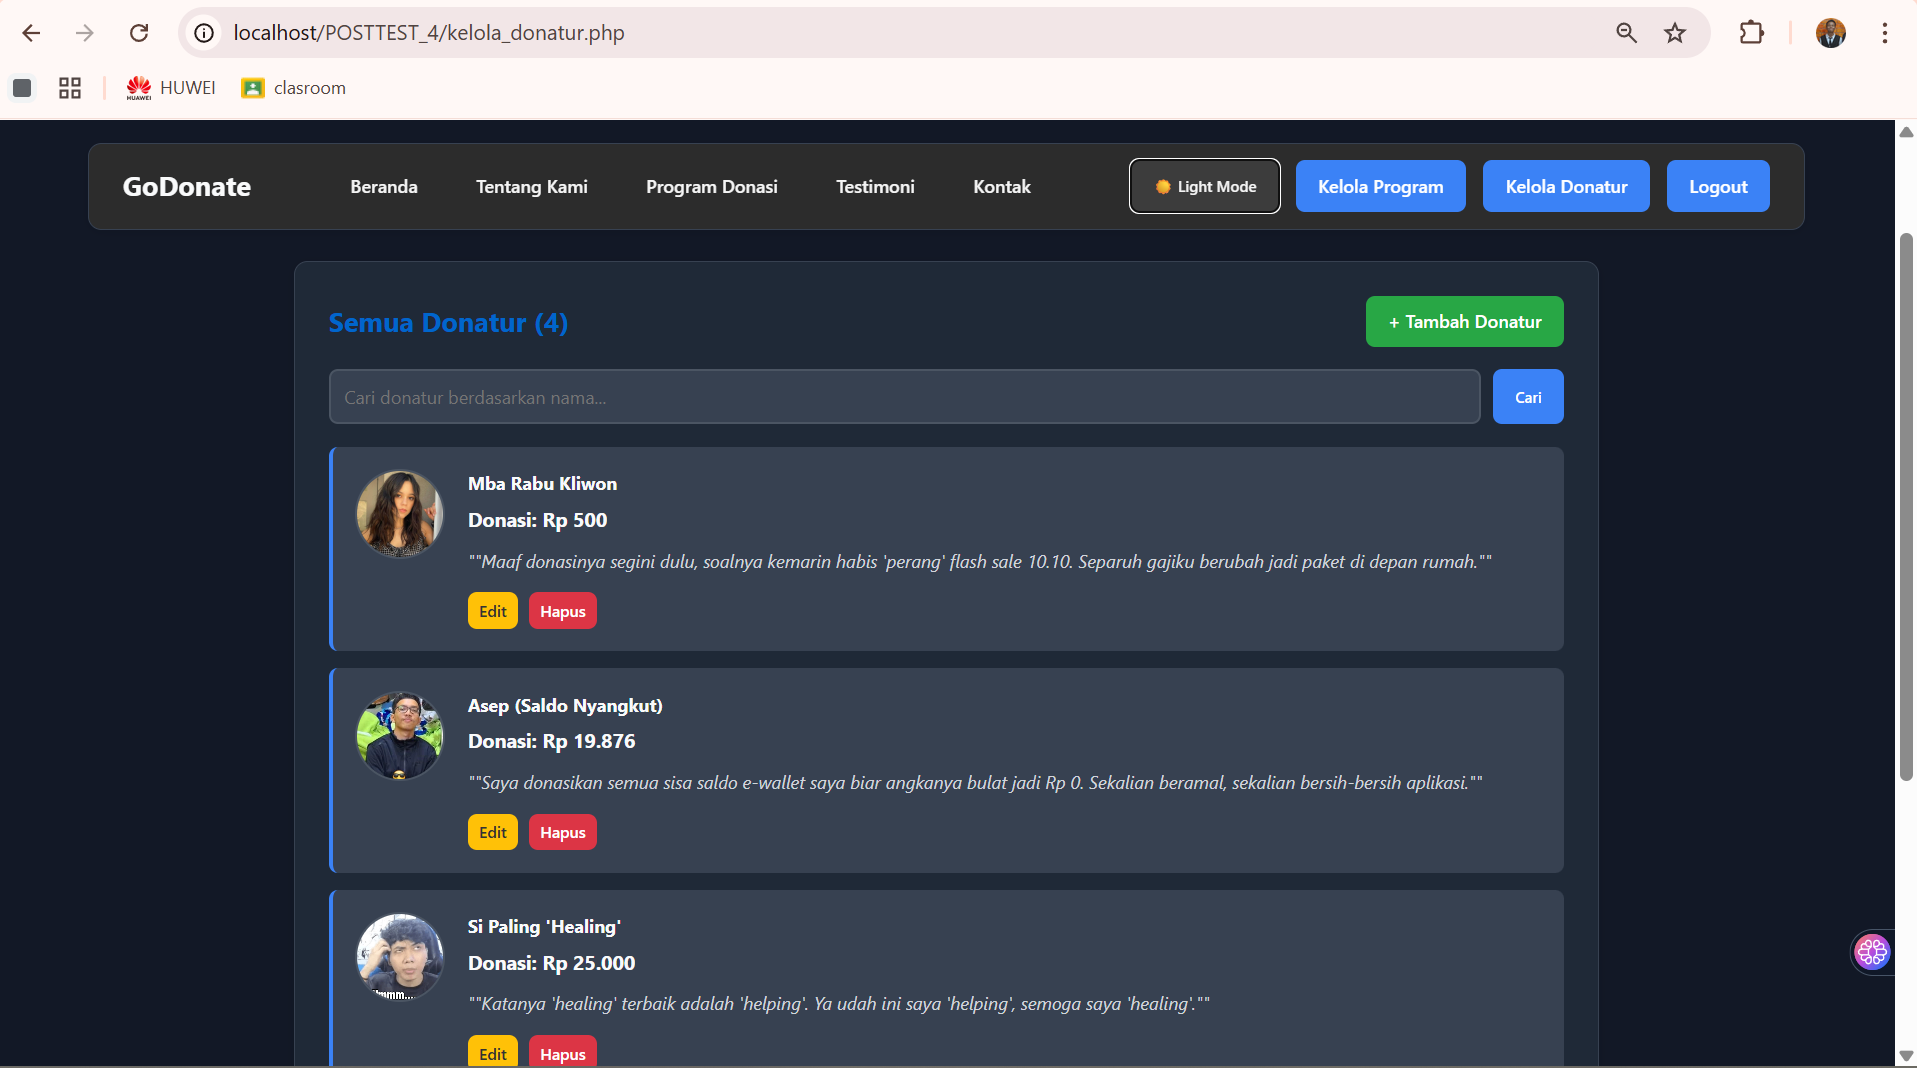 localhost/POSTTEST_4/kelola_donatur.php
HUAWEI
HUWEI
clasroom
GoDonate
Beranda
Tentang Kami
Program Donasi
Testimoni
Kontak
Light Mode
Kelola Program
Kelola Donatur
Logout
Semua Donatur (4)
+ Tambah Donatur
Cari donatur berdasarkan nama...
Cari
Mba Rabu Kliwon
Donasi: Rp 500
""Maaf donasinya segini dulu, soalnya kemarin habis 'perang' flash sale 10.10. Separuh gajiku berubah jadi paket di depan rumah.""
Edit
Hapus
Asep (Saldo Nyangkut)
Donasi: Rp 19.876
""Saya donasikan semua sisa saldo e-wallet saya biar angkanya bulat jadi Rp 0. Sekalian beramal, sekalian bersih-bersih aplikasi.""
Edit
Hapus
Si Paling 'Healing'
Donasi: Rp 25.000
""Katanya 'healing' terbaik adalah 'helping'. Ya udah ini saya 'helping', semoga saya 'healing'.""
Edit
Hapus